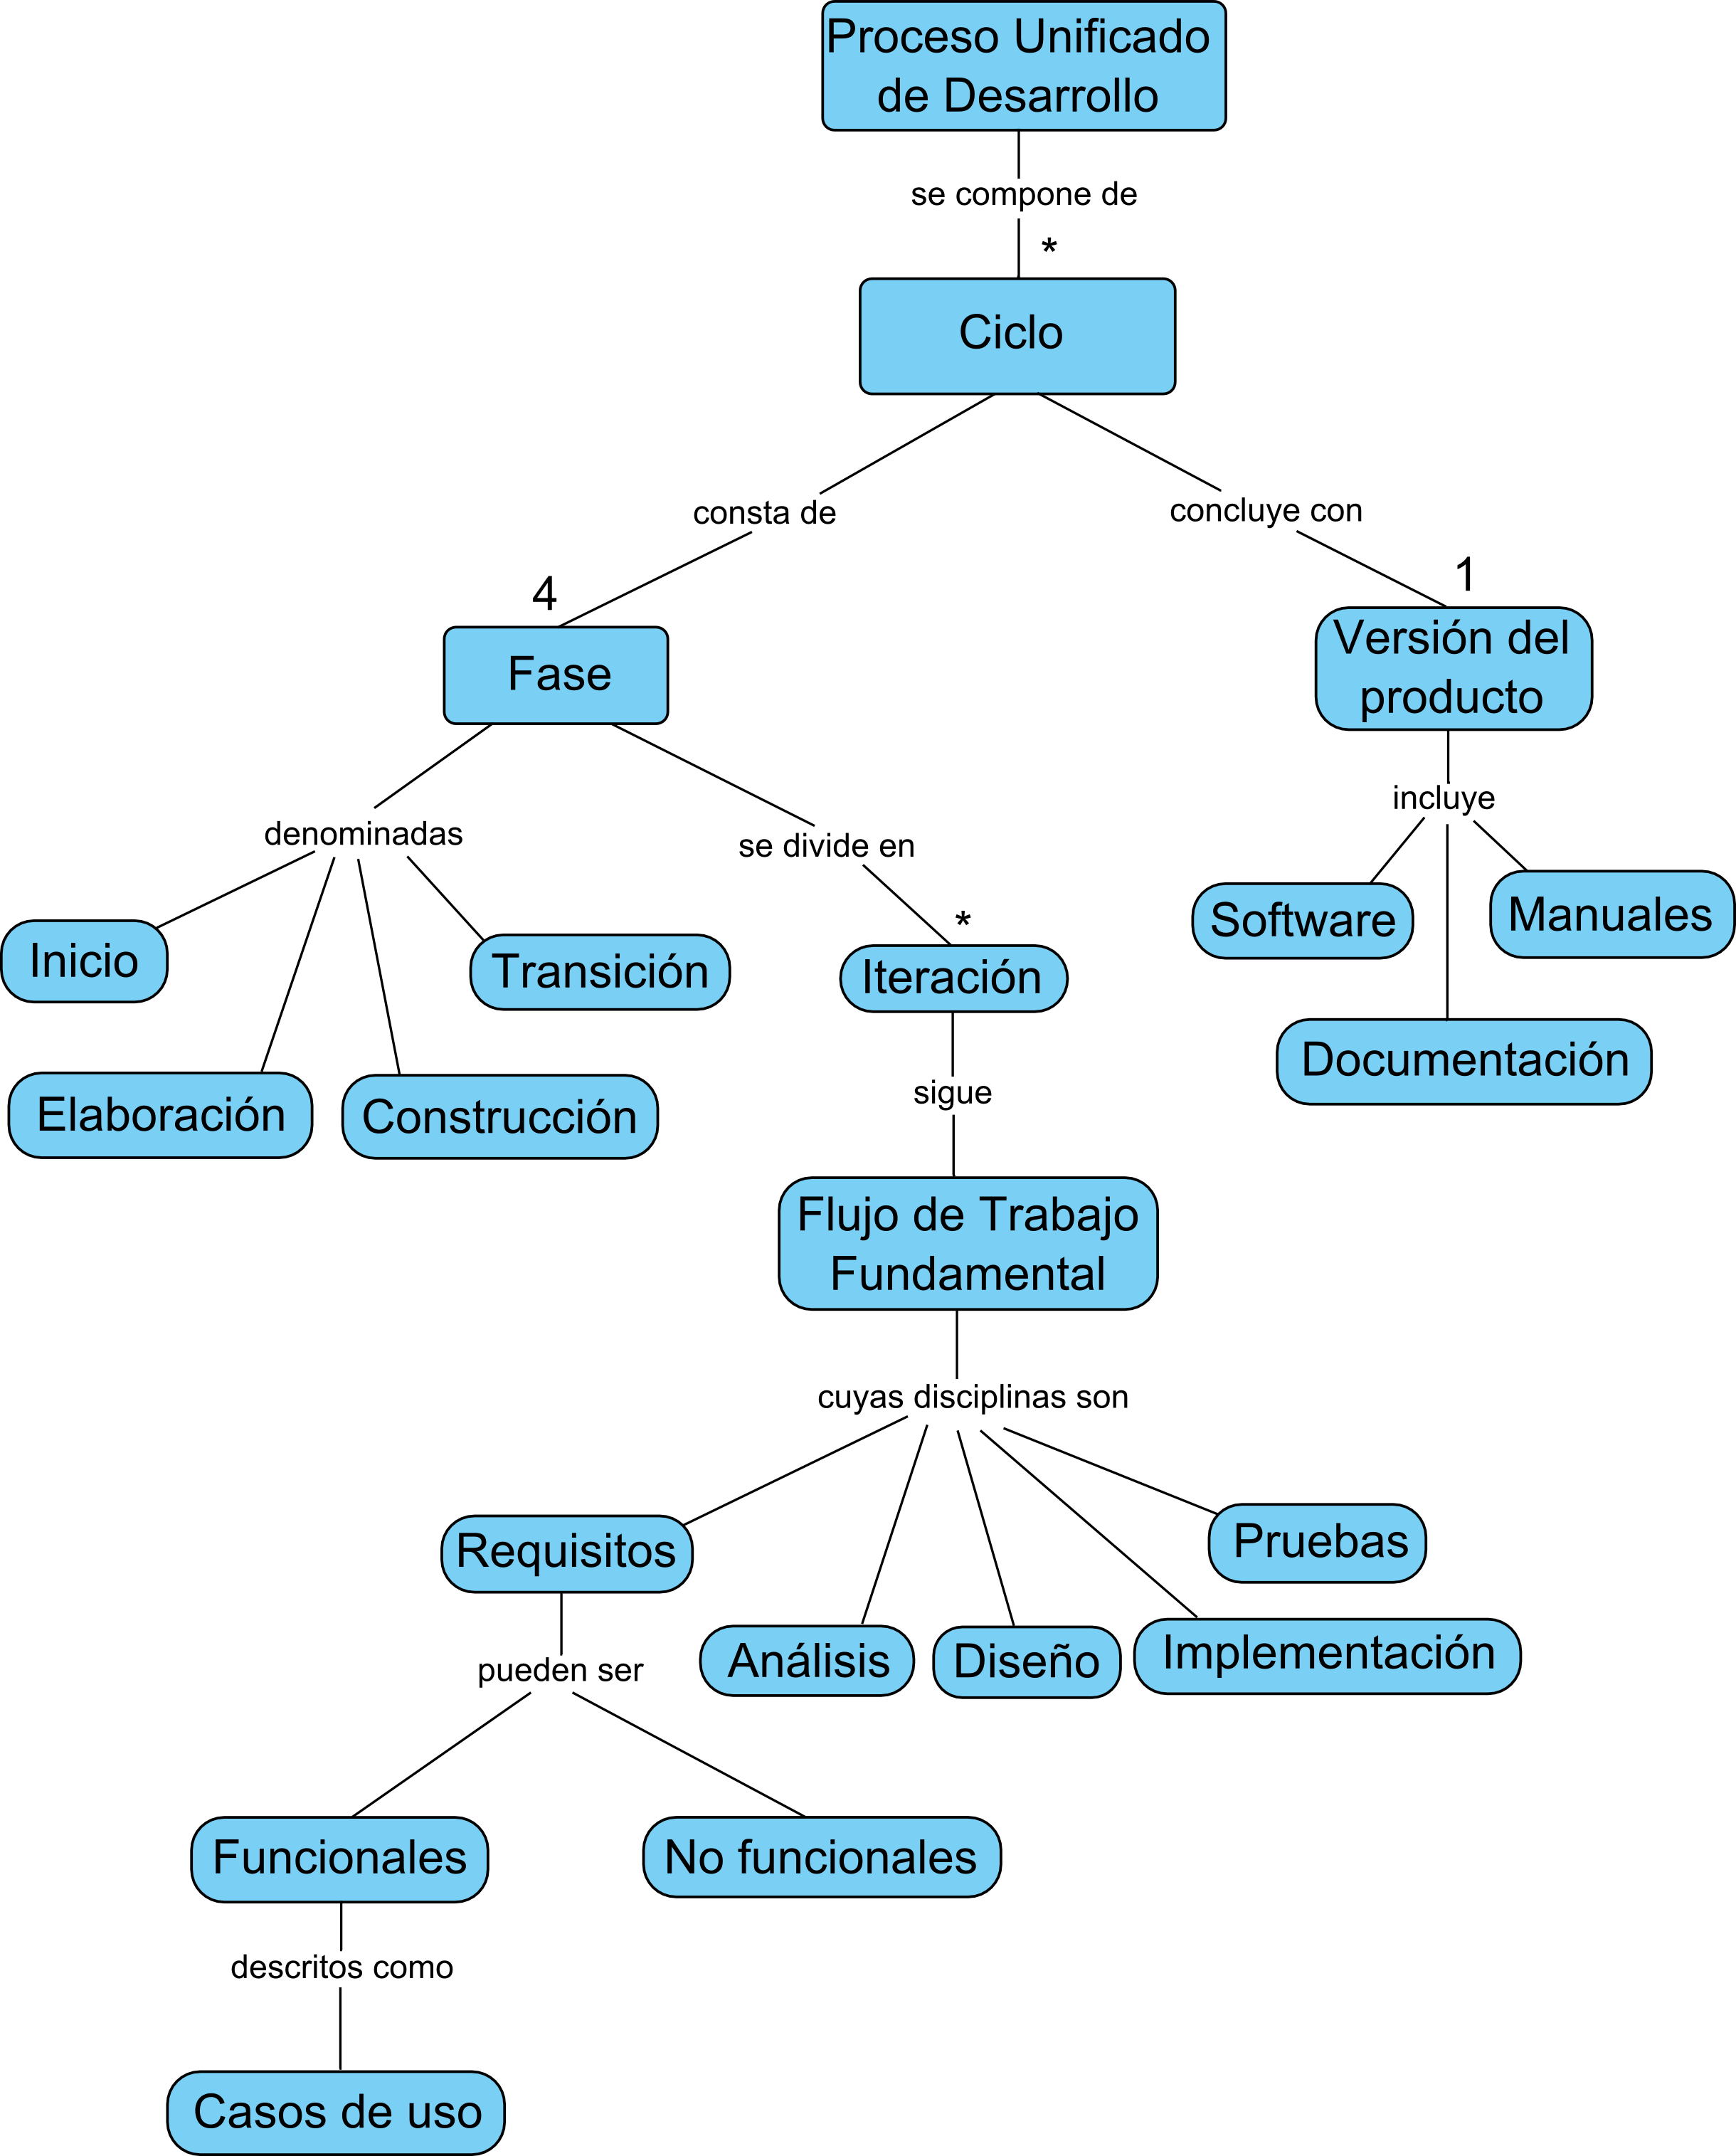 Proceso Unificado
de Desarrollo
se compone de
*
Ciclo
consta de
concluye con
4
1
Fase
Versión del
producto
denominadas
se divide en
incluye
*
Inicio
Transición
Iteración
Software
Manuales
Elaboración
Construcción
Documentación
sigue
Flujo de Trabajo
Fundamental
cuyas disciplinas son
Requisitos
Pruebas
Análisis
Diseño
Implementación
pueden ser
Funcionales
No funcionales
descritos como
Casos de uso